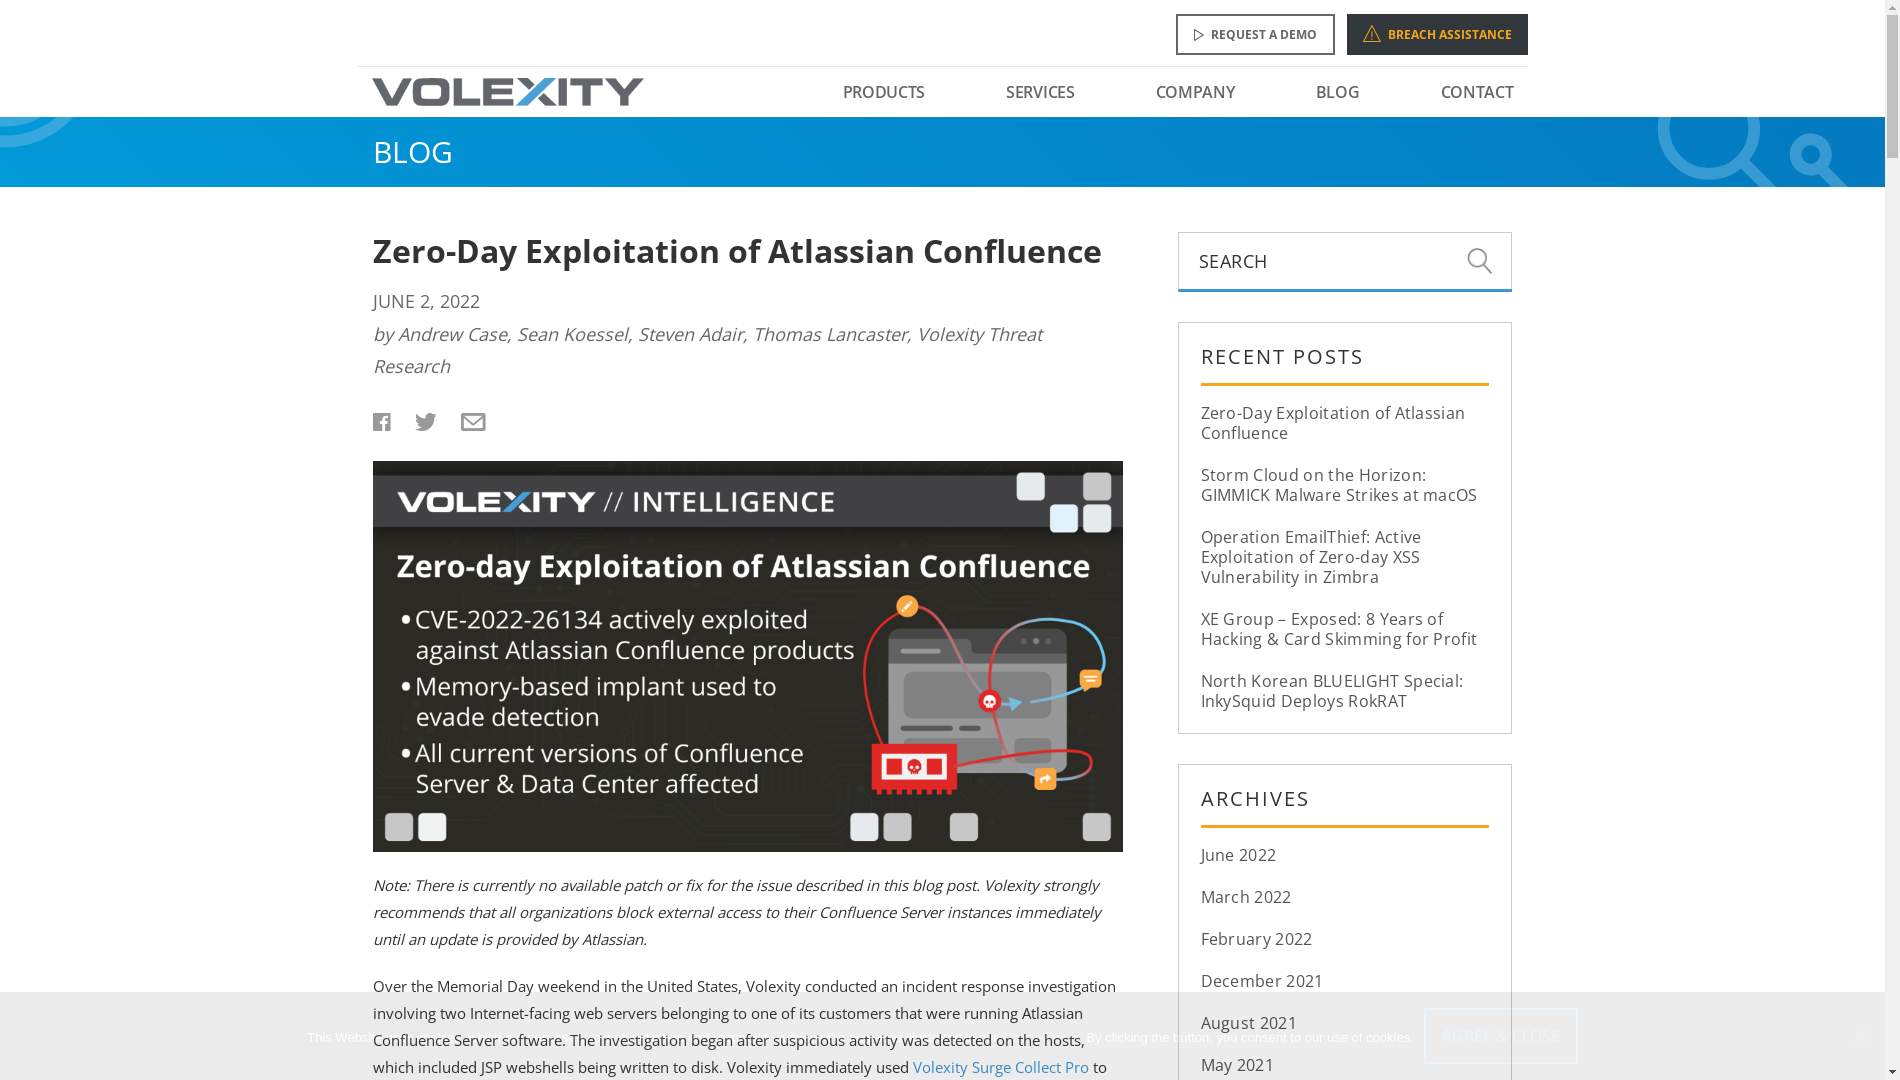 REQUEST A DEMO
BREACH ASSISTANCE
VOLEXITY
PRODUCTS
SERVICES
COMPANY
BLOG
CONTACT
BLOG
Zero-Day Exploitation of Atlassian Confluence
JUNE 2, 2022
by Andrew Case, Sean Koessel, Steven Adair, Thomas Lancaster, Volexity Threat
Research
VOLEXITY // INTELLIGENCE
Zero-day Exploitation of Atlassian Confluence
•CVE-2022-26134 actively exploited
against Atlassian Confluence products
•Memory-based implant used to
evade detection
•All current versions of Confluence
Server & Data Center affected
Note: There is currently no available patch or fix for the issue described in this blog post. Volexity strongly
recommends that all organizations block external access to their Confluence Server instances immediately
until an update is provided by Atlassian.
Over the Memorial Day weekend in the United States, Volexity conducted an incident response investigation
involving two Internet-facing web servers belonging to one of its customers that were running Atlassian
Confluence Server software. The investigation began after suspicious activity was detected on the hosts,
which included JSP webshells being written to disk. Volexity immediately used Volexity Surge Collect Pro to
SEARCH
RECENT POSTS
Zero-Day Exploitation of Atlassian
Confluence
Storm Cloud on the Horizon:
GIMMICK Malware Strikes at macOS
Operation EmailThief: Active
Exploitation of Zero-day XSS
Vulnerability in Zimbra
XE Group – Exposed: 8 Years of
Hacking & Card Skimming for Profit
North Korean BLUELIGHT Special:
InkySquid Deploys RokRAT
ARCHIVES
June 2022
March 2022
February 2022
December 2021
August 2021
May 2021
This
By clicking the button, you consent to our use of cookies.
AGREE & CLOSE